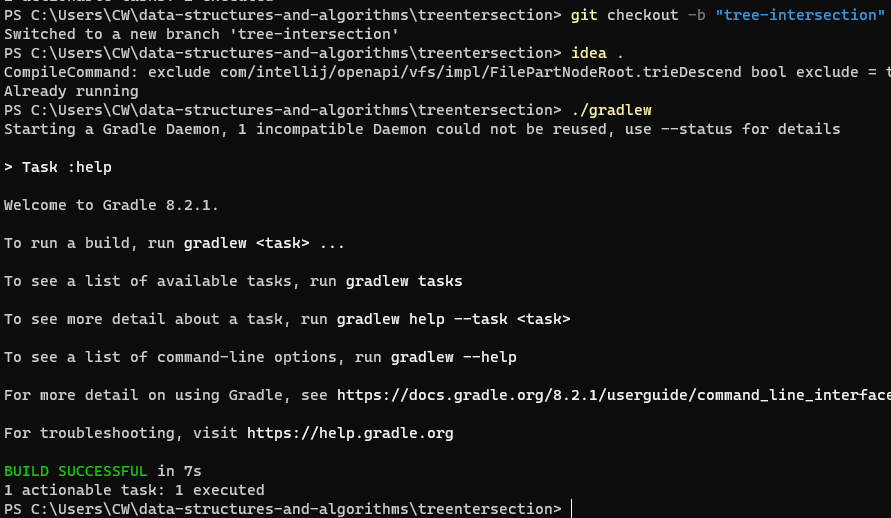 PS C:\Users\CW\data-structures-and-algorithms\treentersection> git checkout -b "tree-intersection"
Switched to a new branch 'tree-intersection'
PS C:\Users\CW\data-structures-and-algorithms\treentersection> idea .
CompileCommand: exclude com/intellij/openapi/vfs/impl/FilePartNodeRoot.trieDescend bool exclude = t
Already running
PS C:\Users\CW\data-structures-and-algorithms\treentersection> ./gradlew
Starting a Gradle Daemon, 1 incompatible Daemon could not be reused, use --status for details
> Task :help
Welcome to Gradle 8.2.1.
To run a build, run gradlew <task> ...
To see a list of available tasks, run gradlew tasks
To see more detail about a task, run gradlew help --task <task>
To see a list of command-line options, run gradlew --help
For more detail on using Gradle, see https://docs.gradle.org/8.2.1/userguide/command_line_interface
For troubleshooting, visit https://help.gradle.org
BUILD SUCCESSFUL in 7s
1 actionable task: 1 executed
PS C:\Users\CW\data-structures-and-algorithms\treentersection>